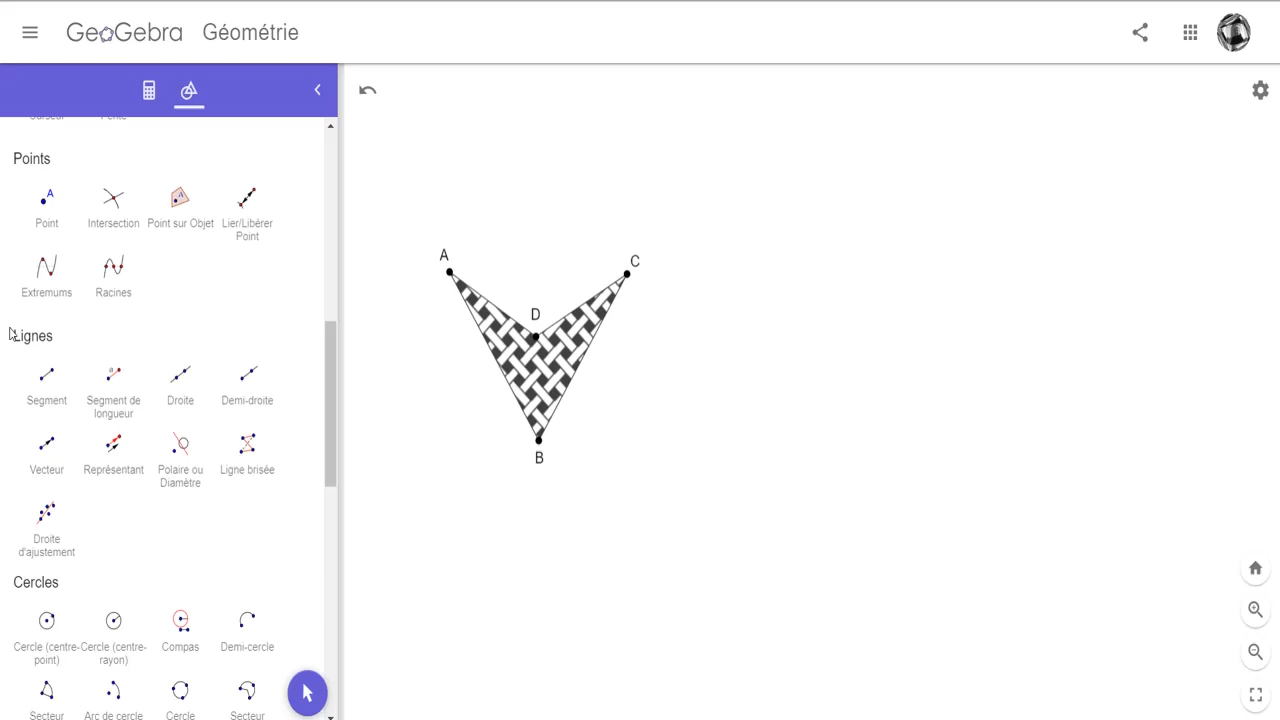 GeoGebra Géométrie
Curseur Pente
Points
A
A
Point Intersection Point sur Objet Lier/Libérer
Point
Extremums Racines
Lignes
a
Segment Segment de Droite Demi-droite
longueur
Vecteur Représentant Polaire ou Ligne brisée
Diamètre
Droite
d'ajustement
Cercles
Cercle (centre- Cercle (centre- Compas Demi-cercle
point) rayon)
Secteur Arc de cercle Cercle Secteur
A
C
D
B